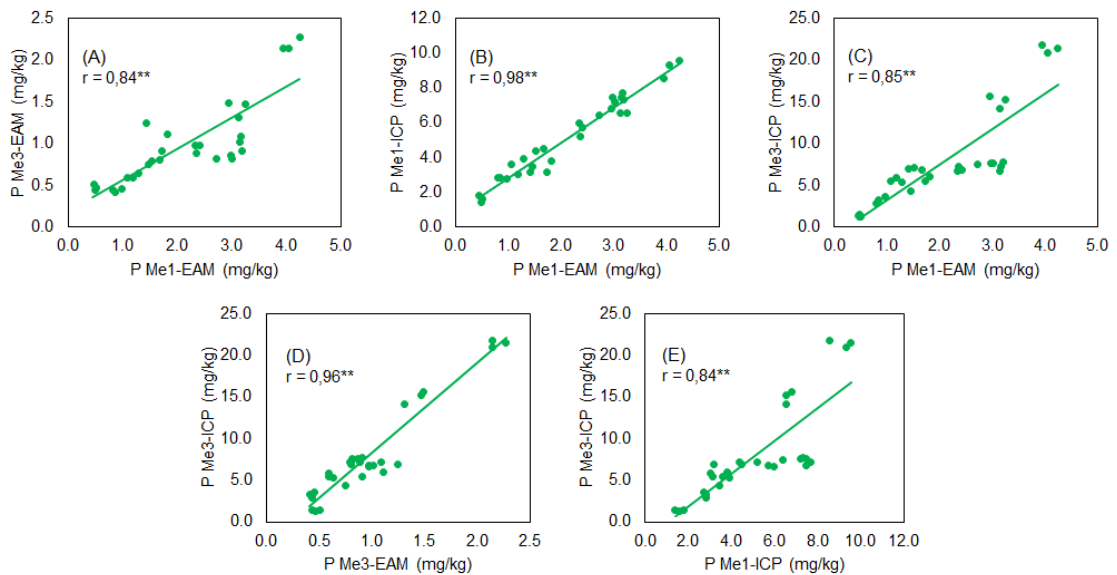 2.5
2.0
1.5
1.0
0.5
0.0
P Me3-EAM (mg/kg)
(A)
r = 0,84**
0.0 1.0 2.0 3.0 4.0 5.0
P Me1-EAM (mg/kg)
12.0
10.0
8.0
6.0
4.0
2.0
0.0
P Me1-ICP (mg/kg)
(B)
r = 0,98**
0.0 1.0 2.0 3.0 4.0 5.0
P Me1-EAM (mg/kg)
25.0
20.0
15.0
10.0
5.0
0.0
P Me3-ICP (mg/kg)
(C)
r = 0,85**
0.0 1.0 2.0 3.0 4.0 5.0
P Me1-EAM (mg/kg)
25.0
20.0
15.0
10.0
5.0
0.0
P Me3-ICP (mg/kg)
(D)
r = 0,96**
0.0 0.5 1.0 1.5 2.0 2.5
P Me3-EAM (mg/kg)
25.0
20.0
15.0
10.0
5.0
0.0
P Me3-ICP (mg/kg)
(E)
r = 0,84**
0.0 2.0 4.0 6.0 8.0 10.0 12.0
P Me1-ICP (mg/kg)